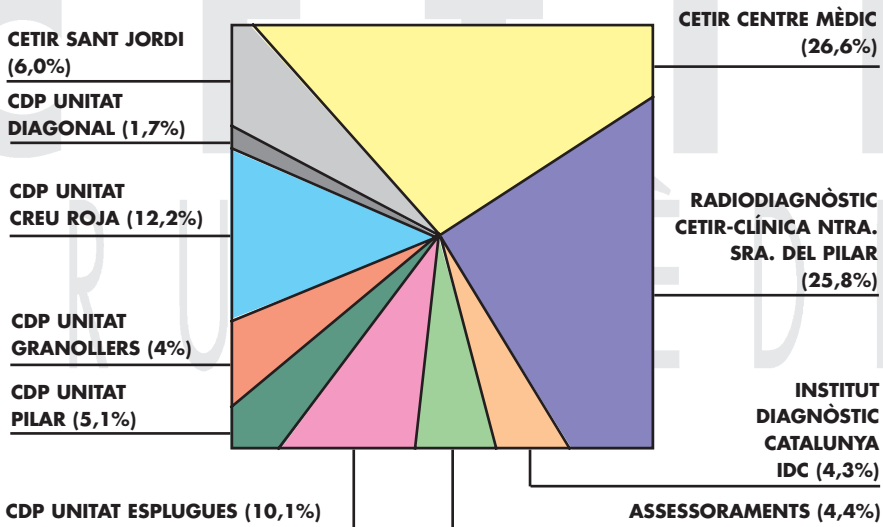 CETIR SANT JORDI
(6,0%)
CDP UNITAT
DIAGONAL (1,7%)
CDP UNITAT
CREU ROJA (12,2%)
CDP UNITAT
GRANOLLERS (4%)
CDP UNITAT
PILAR (5,1%)
CDP UNITAT ESPLUGUES (10,1%)
CETIR CENTRE MÈDIC
(26,6%)
RADIODIAGNÒSTIC
CETIR-CLÍNICA NTRA.
SRA. DEL PILAR
(25,8%)
INSTITUT
DIAGNÒSTIC
CATALUNYA
IDC (4,3%)
ASSESSORAMENTS (4,4%)